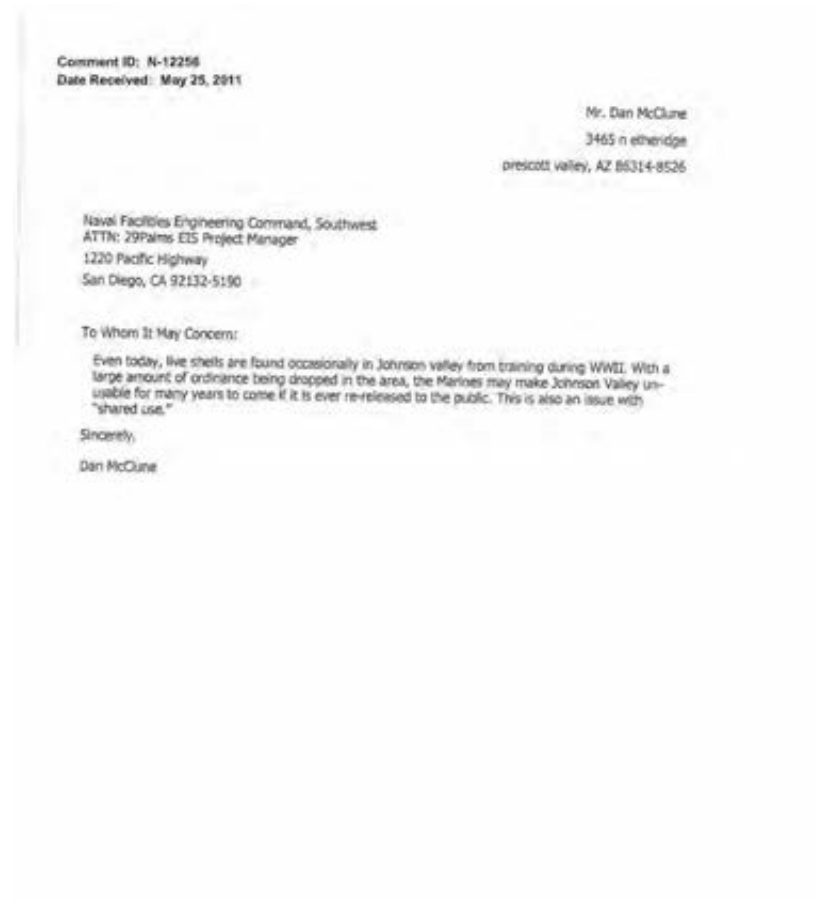 Comment ID: N-12256
Date Received: May 25, 2011
Mr. Dan McClune
3465 n etheridge
prescott valley, AZ 86314-8526
Naval Facilities Engineering Command, Southwest
ATTN: 29Palms EIS Project Manager
1220 Pacific Highway
San Diego, CA 92132-5190
To Whom It May Concern:
Even today, live shells are found occasionally in Johnson valley from training during WWII. With a
large amount of ordinance being dropped in the area, the Marines may make Johnson Valley un-
usable for many years to come if it is ever re-released to the public. This is also an issue with
"shared use."
Sincerely,
Dan McClune